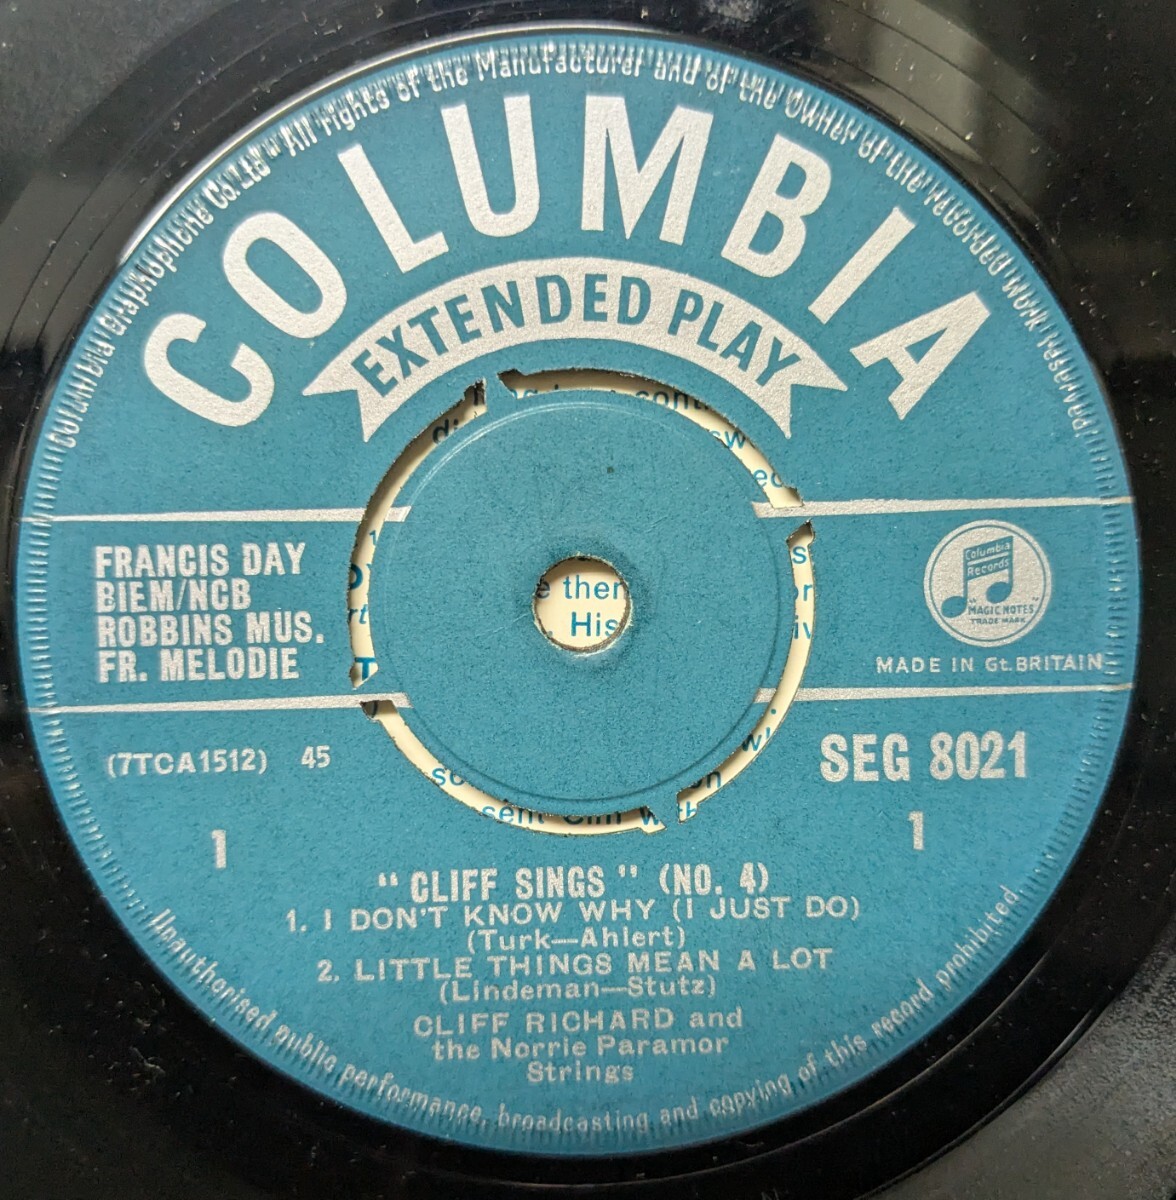 Columbia Graphophone Co. Ltd All rights of the Manufacturer and of the Owner of the Recorded Work Reserved
COLUMBIA
EXTENDED PLAY
FRANCIS DAY
BIEM/NCB
ROBBINS MUS.
FR. MELODIE
Columbia
Records
"MAGIC NOTES"
TRADE MARK
MADE IN Gt. BRITAIN
(7TCA1512) 45
SEG 8021
1
1
e ther
His
"CLIFF SINGS" (NO. 4)
1. I DON'T KNOW WHY (I JUST DO)
(Turk—Ahlert)
2. LITTLE THINGS MEAN A LOT
(Lindeman—Stutz)
CLIFF RICHARD and
the Norrie Paramor
Strings
Unauthorised public performance, broadcasting and copying of this record prohibited.